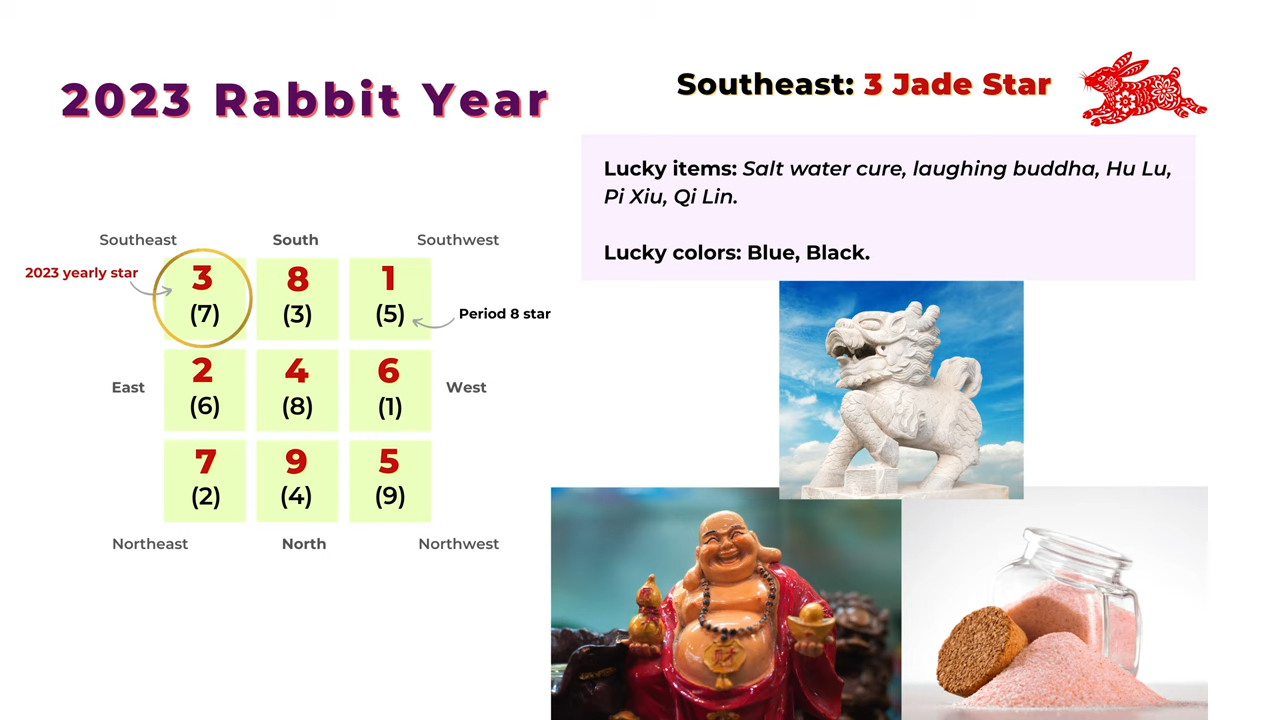 2023 Rabbit Year
Southeast: 3 Jade Star
Lucky items: Salt water cure, laughing buddha, Hu Lu,
Pi Xiu, Qi Lin.
Lucky colors: Blue, Black.
Southeast South Southwest
2023 yearly star
3 8 1
(7) (3) (5)
Period 8 star
2 4 6
East West
(6) (8) (1)
7 9 5
(2) (4) (9)
Northeast North Northwest
财